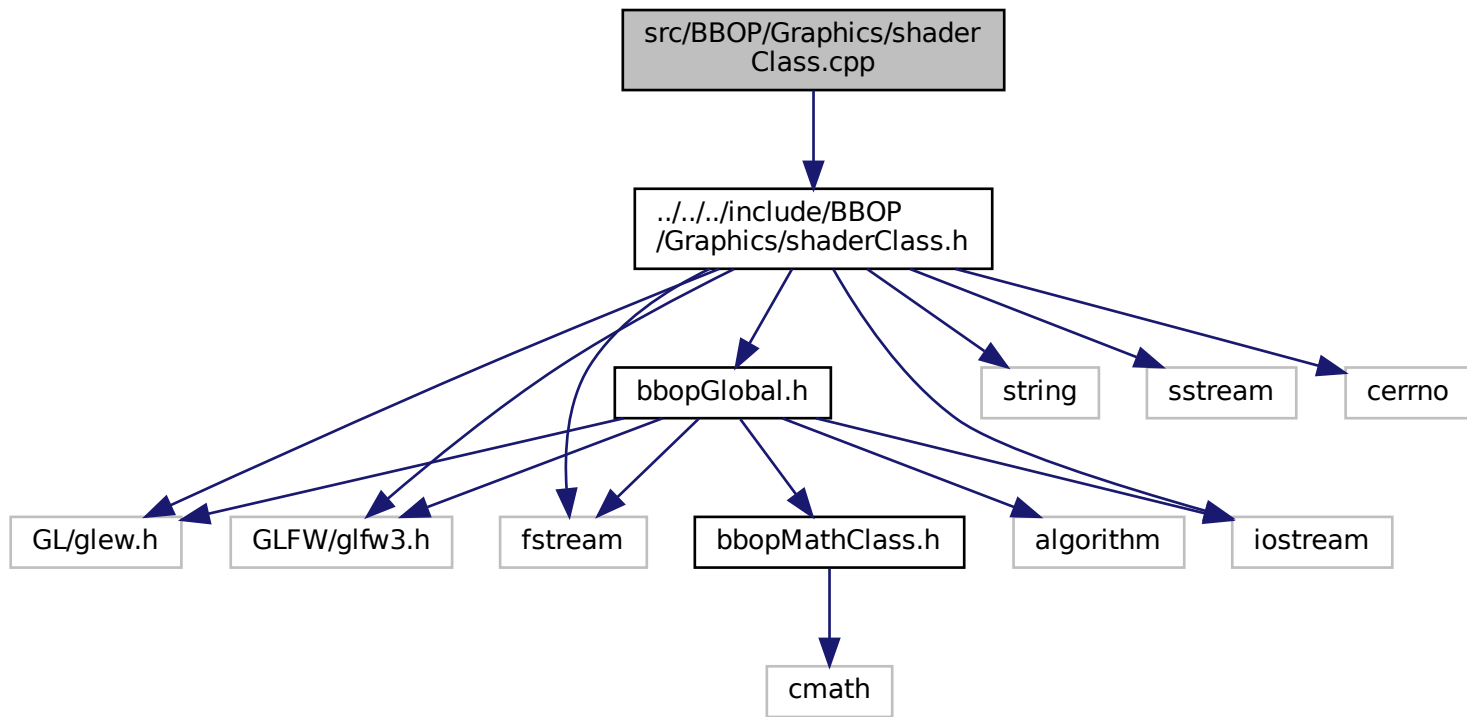 src/BBOP/Graphics/shader
Class.cpp
../../../include/BBOP
/Graphics/shaderClass.h
bbopGlobal.h
string
sstream
cerrno
GL/glew.h
GLFW/glfw3.h
fstream
bbopMathClass.h
algorithm
iostream
cmath